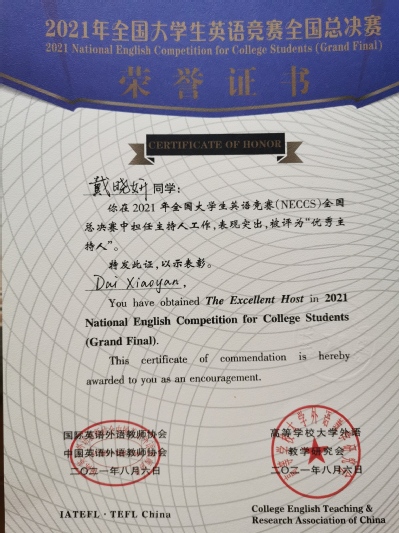 2021年全国大学生英语竞赛全国总决赛
2021 National English Competition for College Students (Grand Final)
荣誉证书
CERTIFICATE OF HONOR
戴晓妍同学:
你在 2021 年全国大学生英语竞赛(NECCS)全国
总决赛中担任主持人工作,表现突出,被评为“优秀主
持人”。
特发此证,以示表彰。
Dai Xiaoyan,
You have obtained The Excellent Host in 2021
National English Competition for College Students
(Grand Final).
This certificate of commendation is hereby
awarded to you as an encouragement.
国际英语外语教师协会
中国英语外语教师协会
二〇二一年八月六日
高等学校大学外语
教学研究会
二〇二一年八月六日
IATEFL·TEFL China
College English Teaching &
Research Association of China